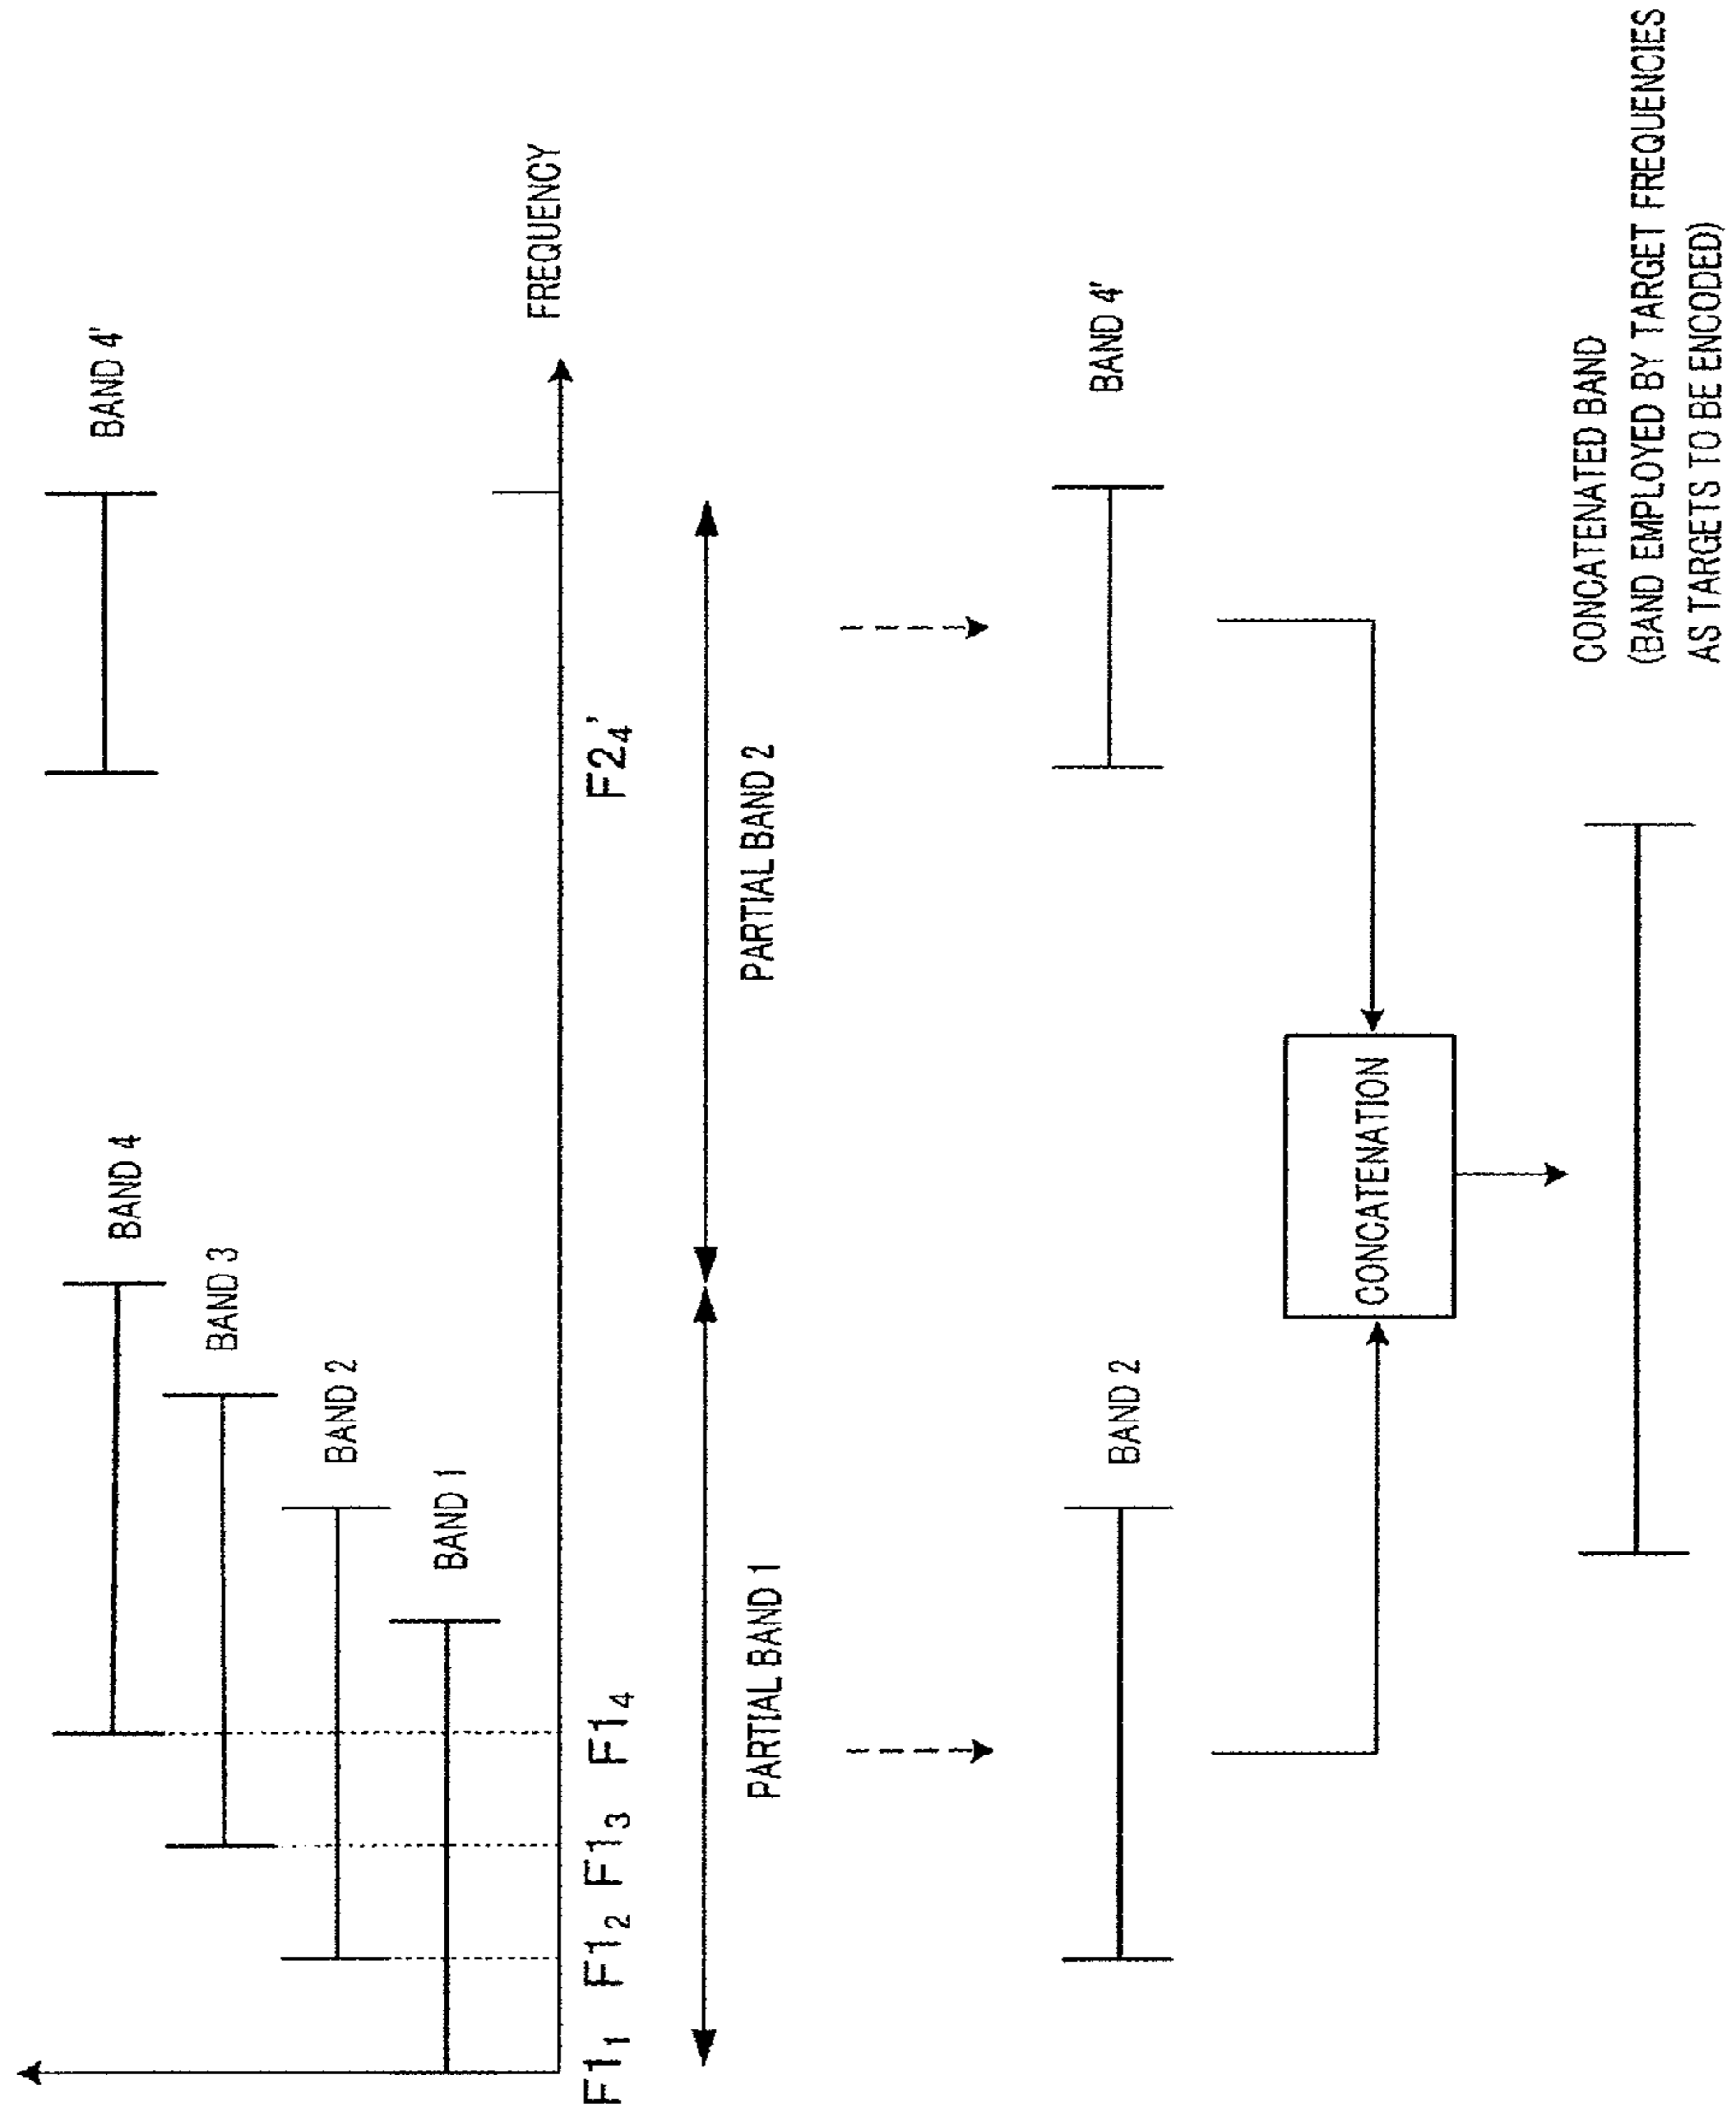 BAND 4'
BAND 4
BAND 3
BAND 2
BAND 1
FREQUENCY
F1₁ F1₂ F1₃ F1₄ F2₄'
PARTIAL BAND 1
PARTIAL BAND 2
BAND 2
BAND 4'
CONCATENATION
CONCATENATED BAND
(BAND EMPLOYED BY TARGET FREQUENCIES
AS TARGETS TO BE ENCODED)